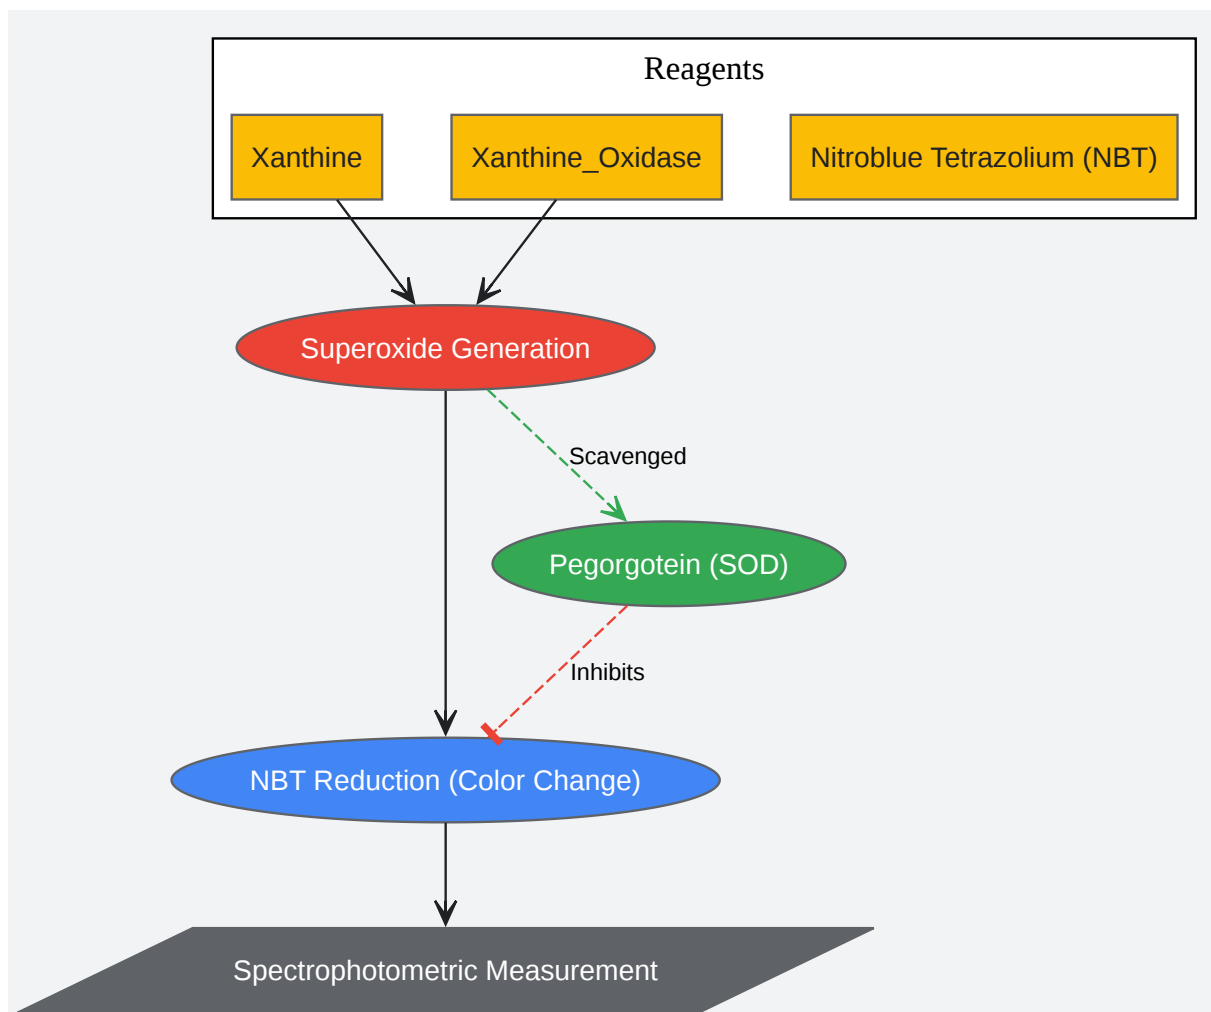 Reagents
Xanthine
Xanthine_Oxidase
Nitroblue Tetrazolium (NBT)
Superoxide Generation
Scavenged
Pegorgotein (SOD)
Inhibits
NBT Reduction (Color Change)
Spectrophotometric Measurement